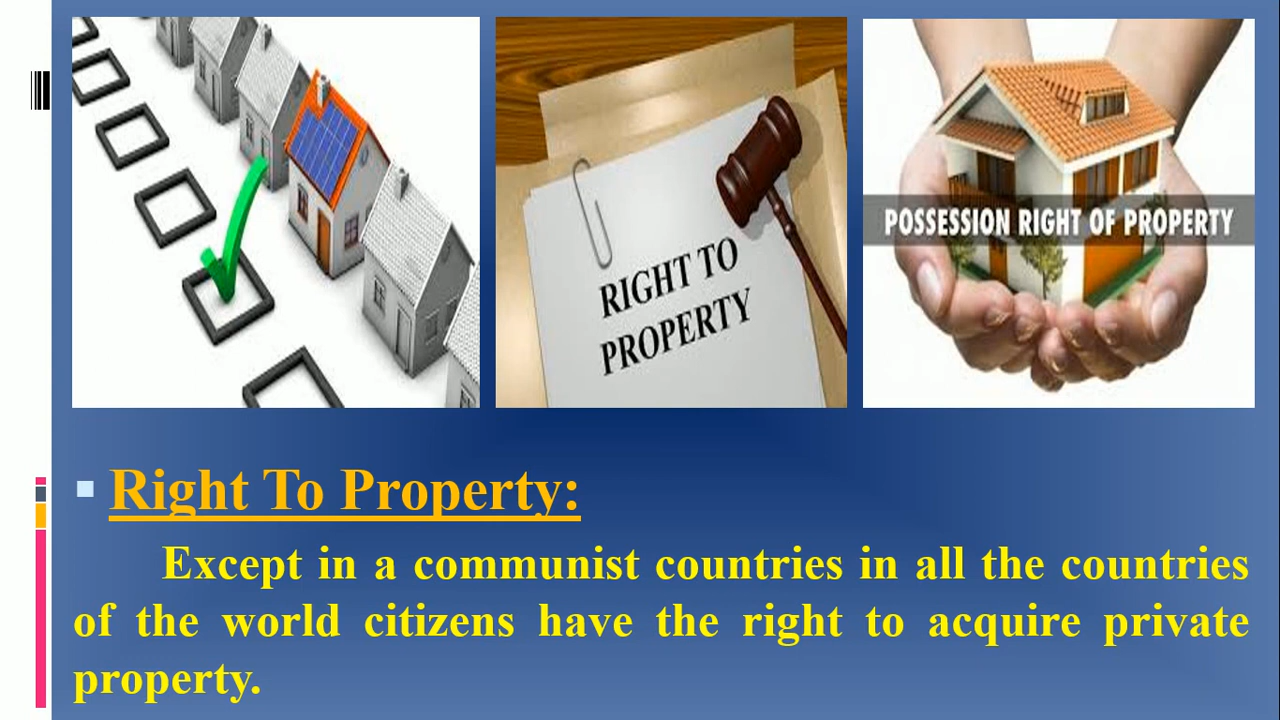 RIGHT TO
PROPERTY
POSSESSION RIGHT OF PROPERTY
Right To Property:
Except in a communist countries in all the countries
of the world citizens have the right to acquire private
property.